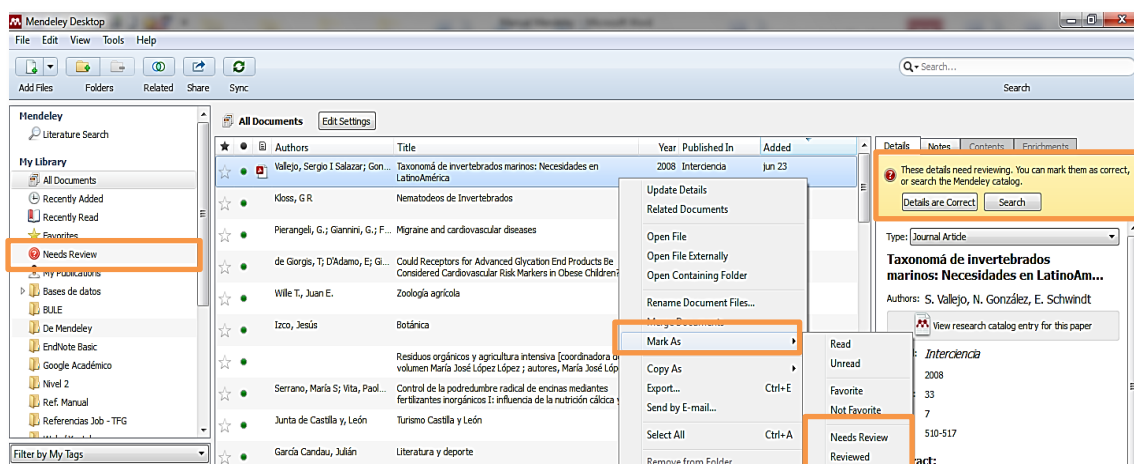 Mendeley Desktop
File Edit View Tools Help
Add Files Folders Related Share Sync
Search...
Search
Mendeley
Literature Search
My Library
All Documents
Recently Added
Recently Read
Favorites
Needs Review
My Publications
Bases de datos
BULE
De Mendeley
EndNote Basic
Google Académico
Nivel 2
Ref. Manual
Referencias Job - TFG
Filter by My Tags
All Documents Edit Settings
Authors Title Year Published In Added
Vallejo, Sergio I Salazar; Gon... Taxonomá de invertebrados marinos: Necesidades en 2008 Interciencia jun 23
LatinoAmérica
Kloss, G R Nematodeos de Invertebrados
Pierangeli, G.; Giannini, G.; F... Migraine and cardiovascular diseases
de Giorgis, T; D'Adamo, E; Gi... Could Receptors for Advanced Glycation End Products Be
Considered Cardiovascular Risk Markers in Obese Children?
Wille T., Juan E. Zoología agrícola
Izco, Jesús Botánica
Residuos orgánicos y agricultura intensiva [coordinadora d
volumen María José López López ; autores, María José Lóp
Serrano, María S; Vita, Paol... Control de la podredumbre radical de encinas mediantes
fertilizantes inorgánicos I: influencia de la nutrición cálcica y
Junta de Castilla y, León Turismo Castilla y León
García Candau, Julián Literatura y deporte
Update Details
Related Documents
Open File
Open File Externally
Open Containing Folder
Rename Document Files...
Merge Documents
Mark As
Copy As
Export... Ctrl+E
Send by E-mail...
Select All Ctrl+A
Remove from Folder
Read
Unread
Favorite
Not Favorite
Needs Review
Reviewed
Details Notes Contents Enrichments
These details need reviewing. You can mark them as correct,
or search the Mendeley catalog.
Details are Correct Search
Type: Journal Article
Taxonomá de invertebrados
marinos: Necesidades en LatinoAm...
Authors: S. Vallejo, N. González, E. Schwindt
View research catalog entry for this paper
Interciencia
2008
33
7
510-517